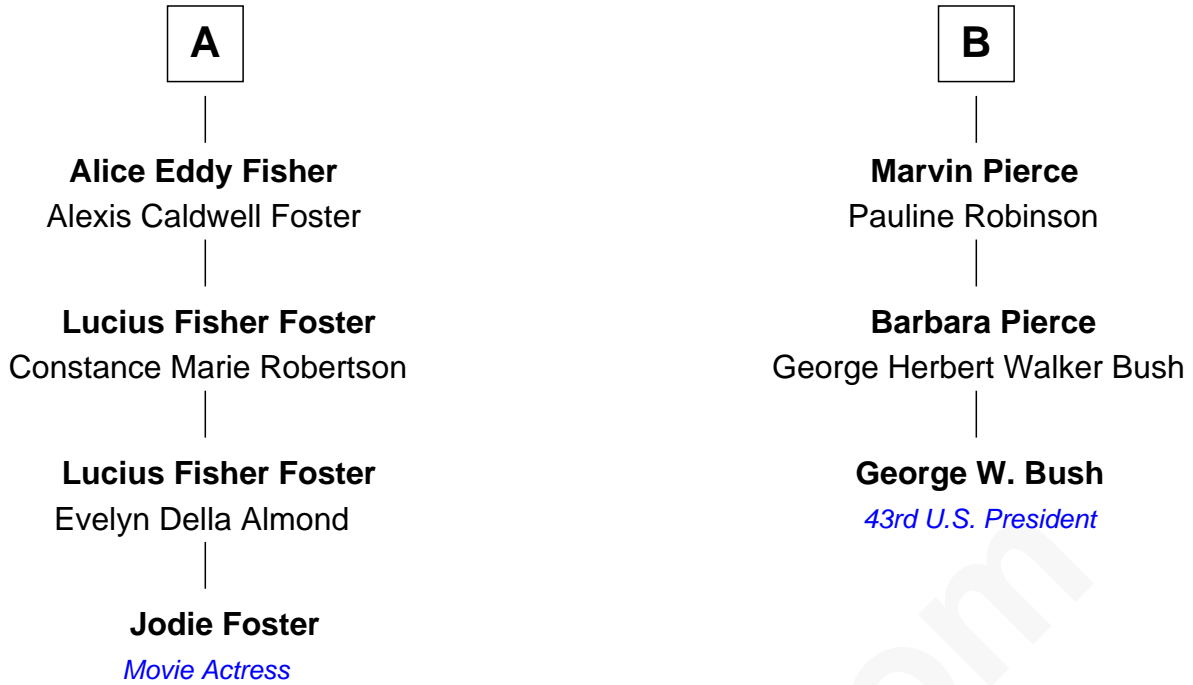 A
Alice Eddy Fisher
Alexis Caldwell Foster
Lucius Fisher Foster
Constance Marie Robertson
Lucius Fisher Foster
Evelyn Della Almond
Jodie Foster
Movie Actress
B
Marvin Pierce
Pauline Robinson
Barbara Pierce
George Herbert Walker Bush
George W. Bush
43rd U.S. President
om